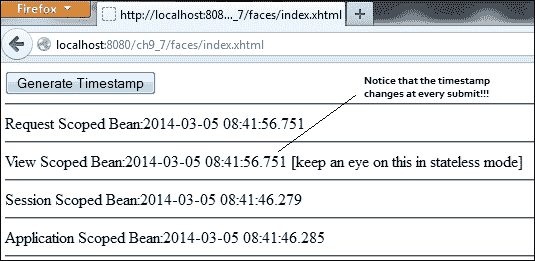 Firefox
http://localhost:808..._7/faces/index.xhtml
localhost:8080/ch9_7/faces/index.xhtml
Generate Timestamp
Notice that the timestamp
changes at every submit!!!
Request Scoped Bean:2014-03-05 08:41:56.751
View Scoped Bean:2014-03-05 08:41:56.751 [keep an eye on this in stateless mode]
Session Scoped Bean:2014-03-05 08:41:46.279
Application Scoped Bean:2014-03-05 08:41:46.285